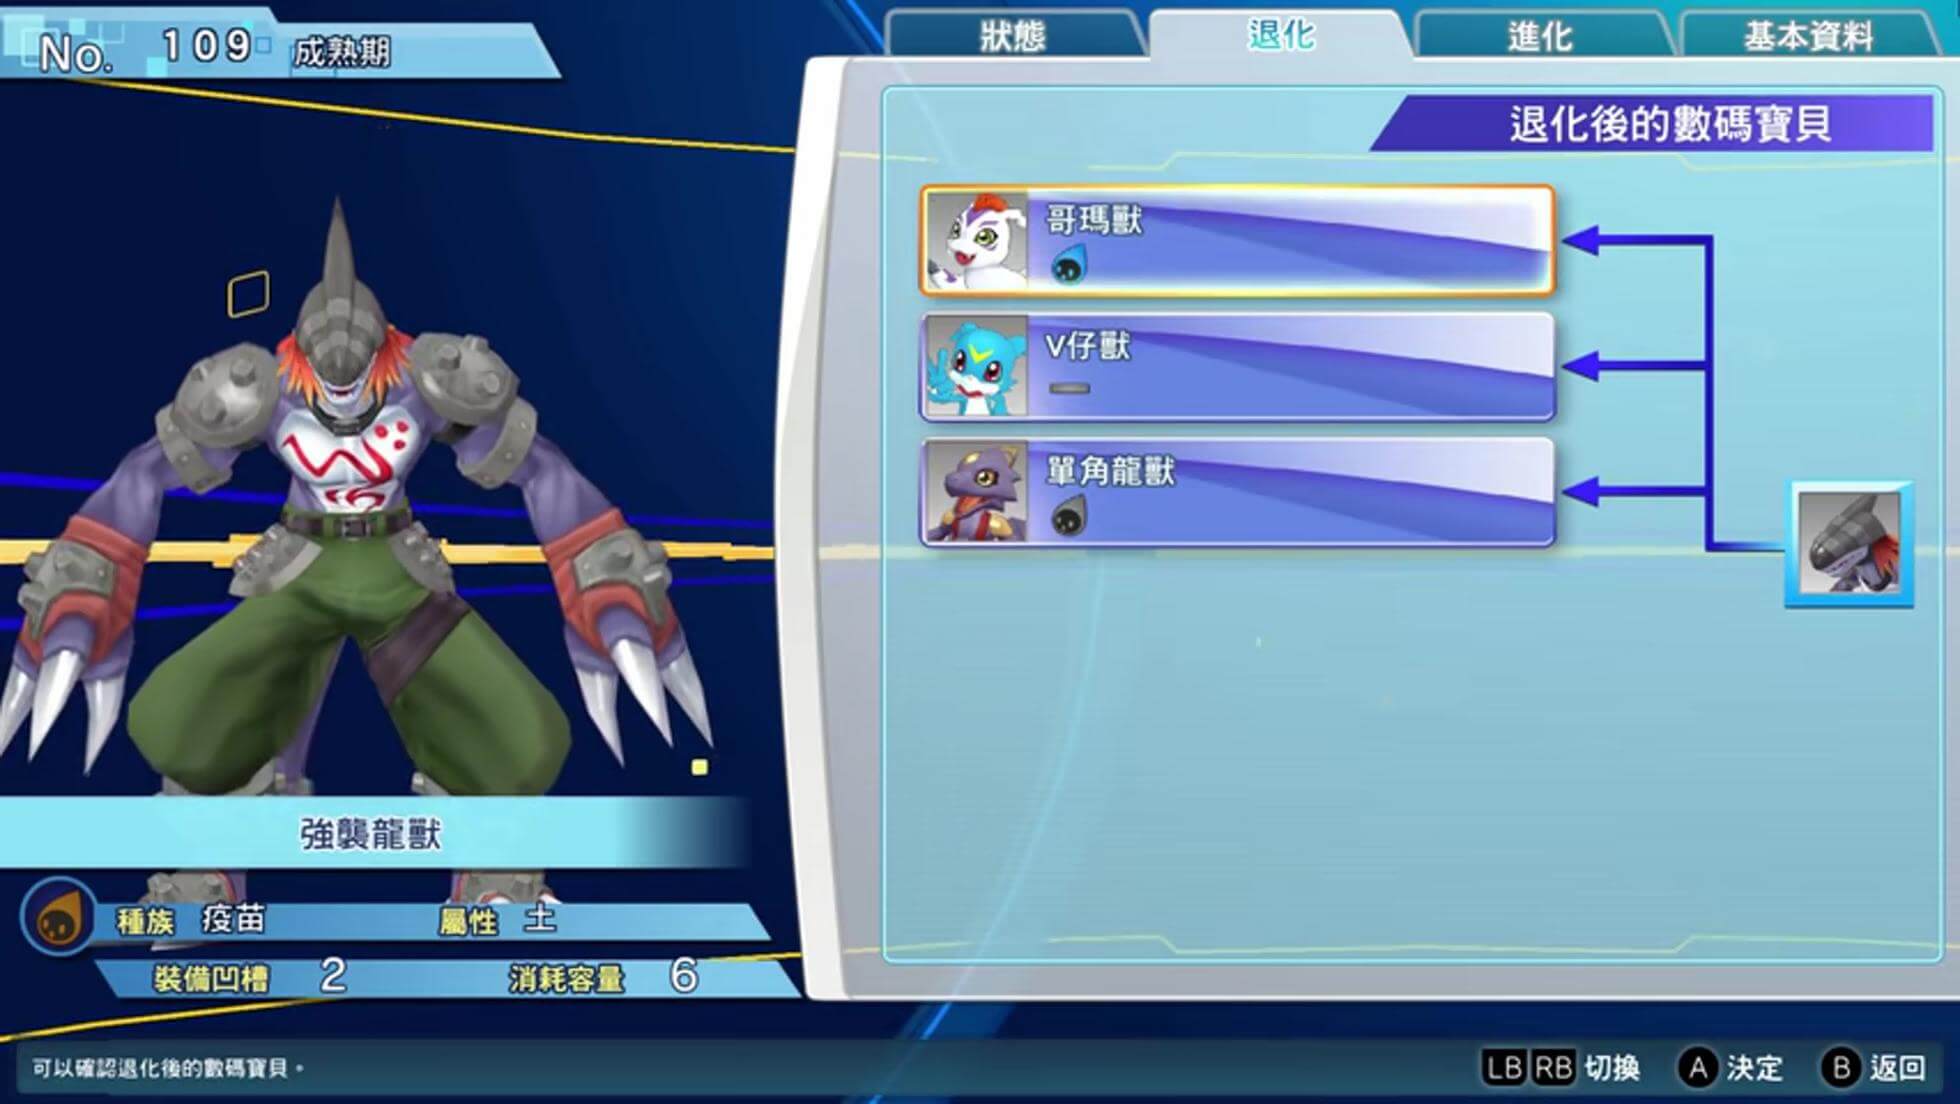 No. 109 成熟期
狀態 退化 進化 基本資料
退化後的數碼寶貝
哥瑪獸
V仔獸
單角龍獸
強襲龍獸
種族 疫苗 屬性 土
裝備凹槽 2 消耗容量 6
可以確認退化後的數碼寶貝。
LB RB 切換 A 決定 B 返回